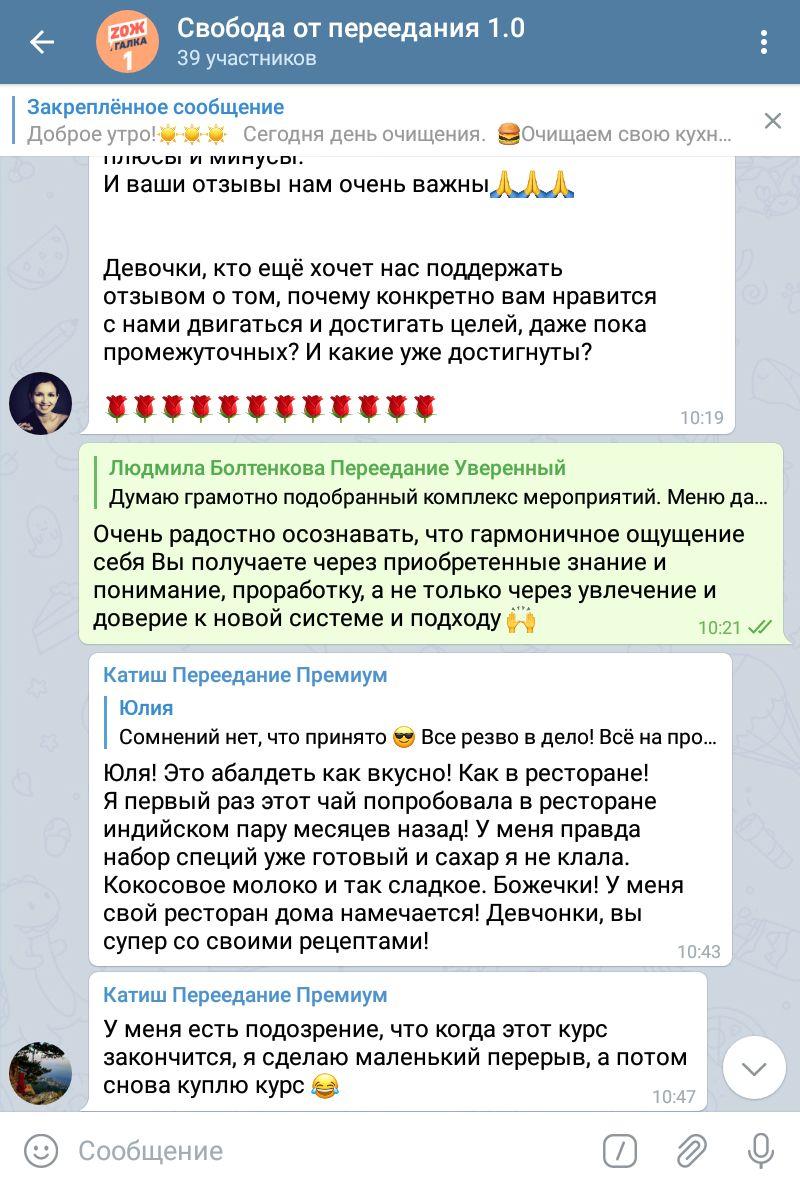 ZОЖ
ГАЛКА
1
Свобода от переедания 1.0
39 участников
Закреплённое сообщение
Доброе утро!☀️☀️☀️ Сегодня день очищения. 🍔Очищаем свою кухн...
плюсы и минусы.
И ваши отзывы нам очень важны🙏🙏🙏
Девочки, кто ещё хочет нас поддержать
отзывом о том, почему конкретно вам нравится
с нами двигаться и достигать целей, даже пока
промежуточных? И какие уже достигнуты?
🌹🌹🌹🌹🌹🌹🌹🌹🌹🌹🌹🌹
10:19
Людмила Болтенкова Переедание Уверенный
Думаю грамотно подобранный комплекс мероприятий. Меню да...
Очень радостно осознавать, что гармоничное ощущение
себя Вы получаете через приобретенные знание и
понимание, проработку, а не только через увлечение и
доверие к новой системе и подходу 🙌
10:21
Катиш Переедание Премиум
Юлия
Сомнений нет, что принято 😎 Все резво в дело! Всё на про...
Юля! Это абалдеть как вкусно! Как в ресторане!
Я первый раз этот чай попробовала в ресторане
индийском пару месяцев назад! У меня правда
набор специй уже готовый и сахар я не клала.
Кокосовое молоко и так сладкое. Божечки! У меня
свой ресторан дома намечается! Девчонки, вы
супер со своими рецептами!
10:43
Катиш Переедание Премиум
У меня есть подозрение, что когда этот курс
закончится, я сделаю маленький перерыв, а потом
снова куплю курс 😂
10:47
Сообщение